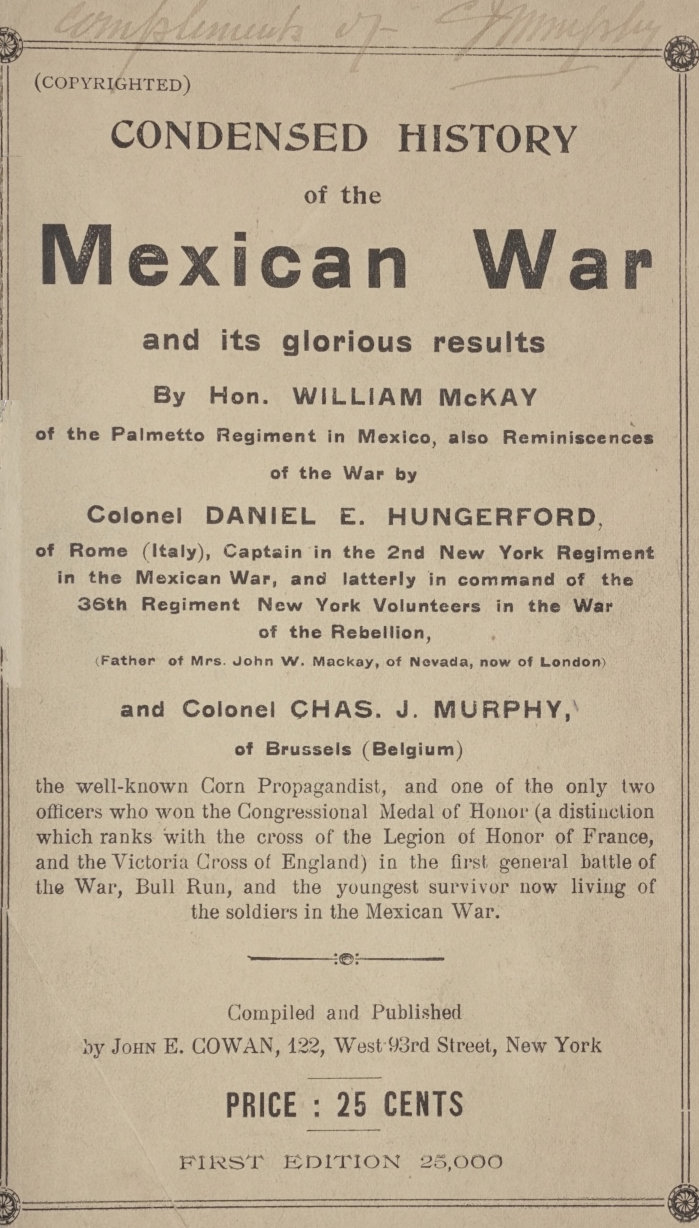 complements of C J Murphy
(COPYRIGHTED)
CONDENSED HISTORY
of the
Mexican War
and its glorious results
By Hon. WILLIAM McKAY
of the Palmetto Regiment in Mexico, also Reminiscences
of the War by
Colonel DANIEL E. HUNGERFORD,
of Rome (Italy), Captain in the 2nd New York Regiment
in the Mexican War, and latterly in command of the
36th Regiment New York Volunteers in the War
of the Rebellion,
(Father of Mrs. John W. Mackay, of Nevada, now of London)
and Colonel CHAS. J. MURPHY,
of Brussels (Belgium)
the well-known Corn Propagandist, and one of the only two
officers who won the Congressional Medal of Honor (a distinction
which ranks with the cross of the Legion of Honor of France,
and the Victoria Cross of England) in the first general battle of
the War, Bull Run, and the youngest survivor now living of
the soldiers in the Mexican War.
Compiled and Published
by JOHN E. COWAN, 122, West 93rd Street, New York
PRICE : 25 CENTS
FIRST EDITION 25,000